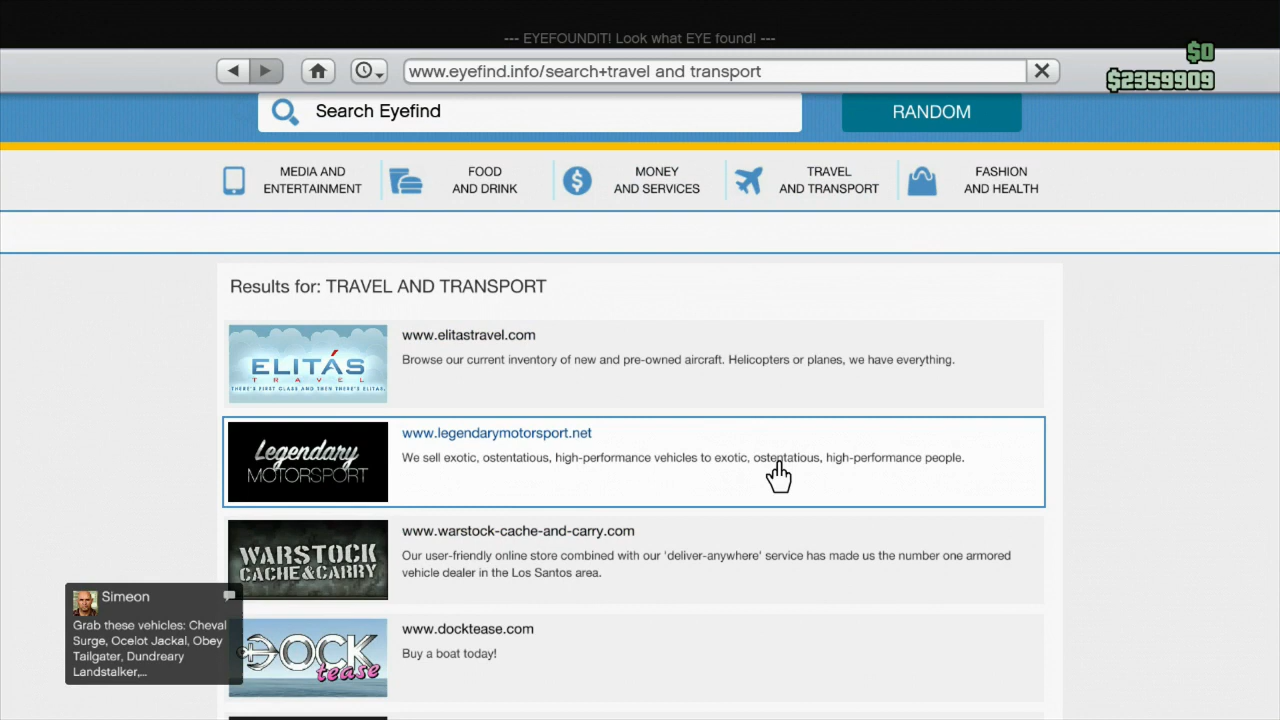 --- EYEFOUNDIT! Look what EYE found! ---
$0
www.eyefind.info/search+travel and transport
$2359909
Search Eyefind
RANDOM
MEDIA AND
ENTERTAINMENT
FOOD
AND DRINK
MONEY
AND SERVICES
TRAVEL
AND TRANSPORT
FASHION
AND HEALTH
Results for: TRAVEL AND TRANSPORT
ELITÁS
TRAVEL
THERE'S FIRST CLASS AND THEN THERE'S ELITAS.
www.elitastravel.com
Browse our current inventory of new and pre-owned aircraft. Helicopters or planes, we have everything.
Legendary
MOTORSPORT
www.legendarymotorsport.net
We sell exotic, ostentatious, high-performance vehicles to exotic, ostentatious, high-performance people.
WARSTOCK
CACHE&CARRY
www.warstock-cache-and-carry.com
Our user-friendly online store combined with our 'deliver-anywhere' service has made us the number one armored
vehicle dealer in the Los Santos area.
Simeon
Grab these vehicles: Cheval
Surge, Ocelot Jackal, Obey
Tailgater, Dundreary
Landstalker,...
DOCK
tease
www.docktease.com
Buy a boat today!